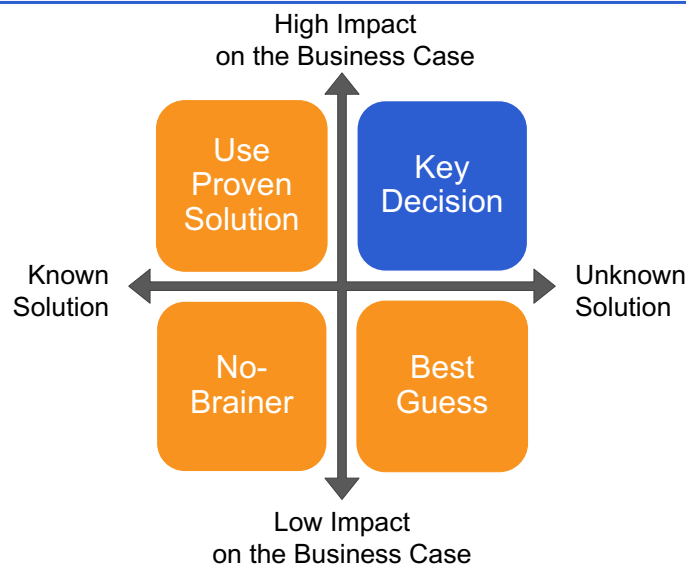 High Impact
on the Business Case
Use
Proven
Solution
Key
Decision
Known
Solution
Unknown
Solution
No-
Brainer
Best
Guess
Low Impact
on the Business Case